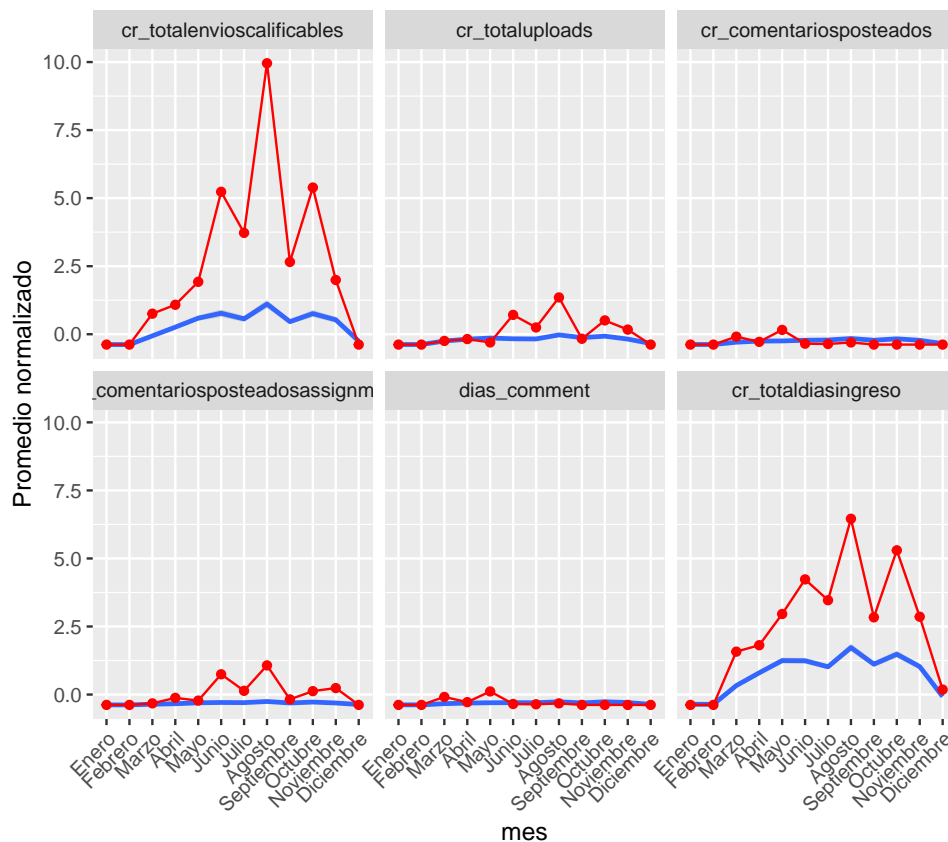 cr_totalenvioscalificables cr_totaluploads cr_comentariosposteados
10.0
7.5
5.0
2.5
0.0
_comentariosposteadosassignm dias_comment cr_totaldiasingreso
10.0
7.5
5.0
2.5
0.0
Enero Febrero Marzo Abril Mayo Junio Julio Agosto Septiembre Octubre Noviembre Diciembre
Enero Febrero Marzo Abril Mayo Junio Julio Agosto Septiembre Octubre Noviembre Diciembre
Enero Febrero Marzo Abril Mayo Junio Julio Agosto Septiembre Octubre Noviembre Diciembre
mes
Promedio normalizado